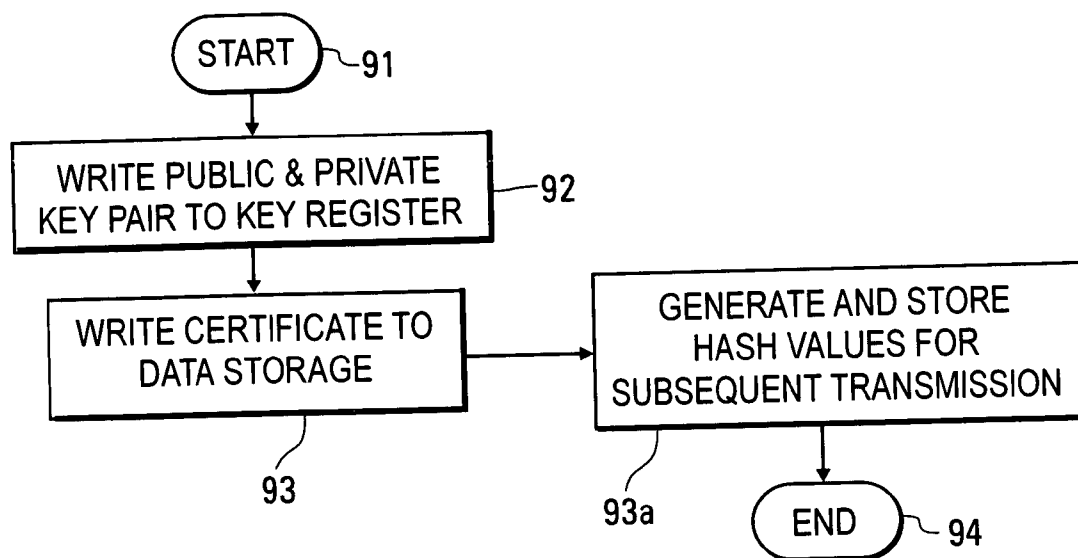 START
91
WRITE PUBLIC & PRIVATE
KEY PAIR TO KEY REGISTER
92
WRITE CERTIFICATE TO
DATA STORAGE
93
GENERATE AND STORE
HASH VALUES FOR
SUBSEQUENT TRANSMISSION
93a
END
94